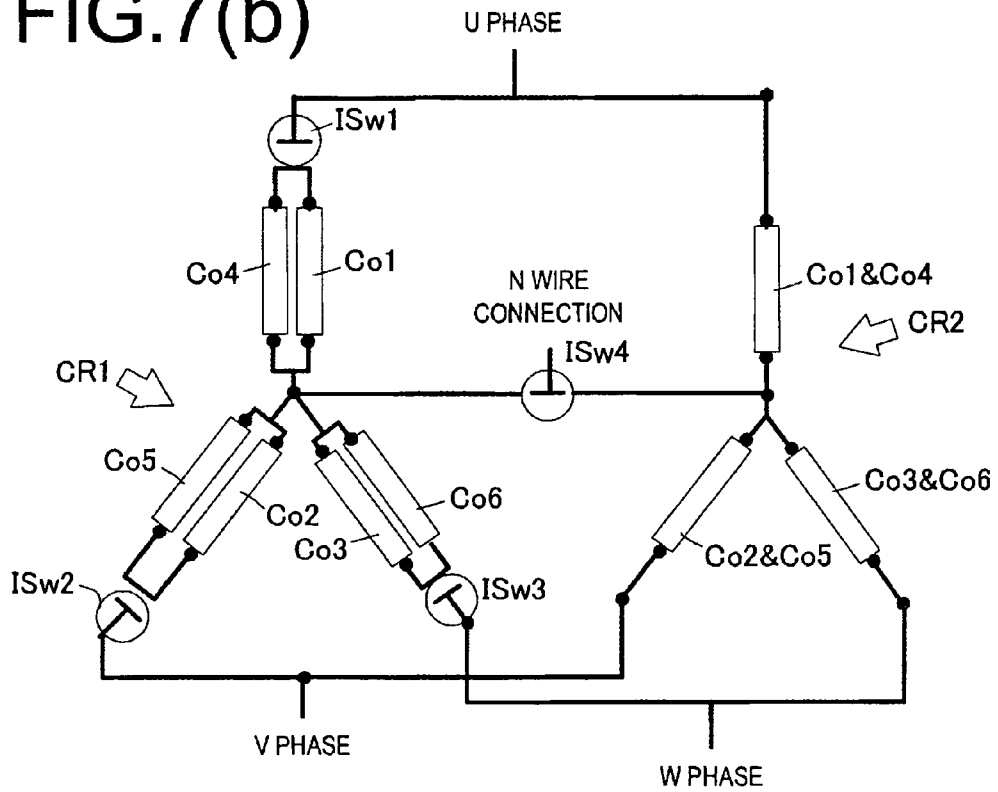 FIG.7(b)
U PHASE
ISw1
Co4
Co1
N WIRE
CONNECTION
ISw4
Co1&Co4
CR2
CR1
Co5
Co2
Co3
Co6
Co2&Co5
Co3&Co6
ISw2
ISw3
V PHASE
W PHASE